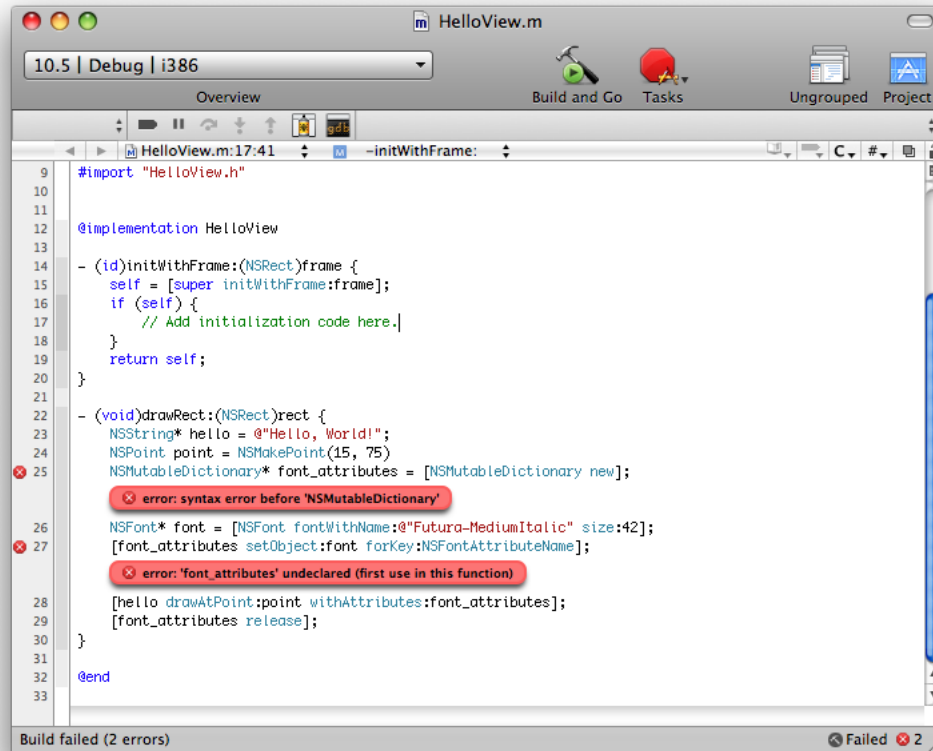 HelloView.m
10.5 | Debug | i386
Overview
Build and Go
Tasks
Ungrouped
Project
gdb
HelloView.m:17:41
M
-initWithFrame:
C
#
9 #import "HelloView.h"
10
11
12 @implementation HelloView
13
14 - (id)initWithFrame:(NSRect)frame {
15 self = [super initWithFrame:frame];
16 if (self) {
17 // Add initialization code here.
18 }
19 return self;
20 }
21
22 - (void)drawRect:(NSRect)rect {
23 NSString* hello = @"Hello, World!";
24 NSPoint point = NSMakePoint(15, 75)
25 NSMutableDictionary* font_attributes = [NSMutableDictionary new];
error: syntax error before 'NSMutableDictionary'
26 NSFont* font = [NSFont fontWithName:@"Futura-MediumItalic" size:42];
27 [font_attributes setObject:font forKey:NSFontAttributeName];
error: 'font_attributes' undeclared (first use in this function)
28 [hello drawAtPoint:point withAttributes:font_attributes];
29 [font_attributes release];
30 }
31
32 @end
33
Build failed (2 errors)
Failed
2